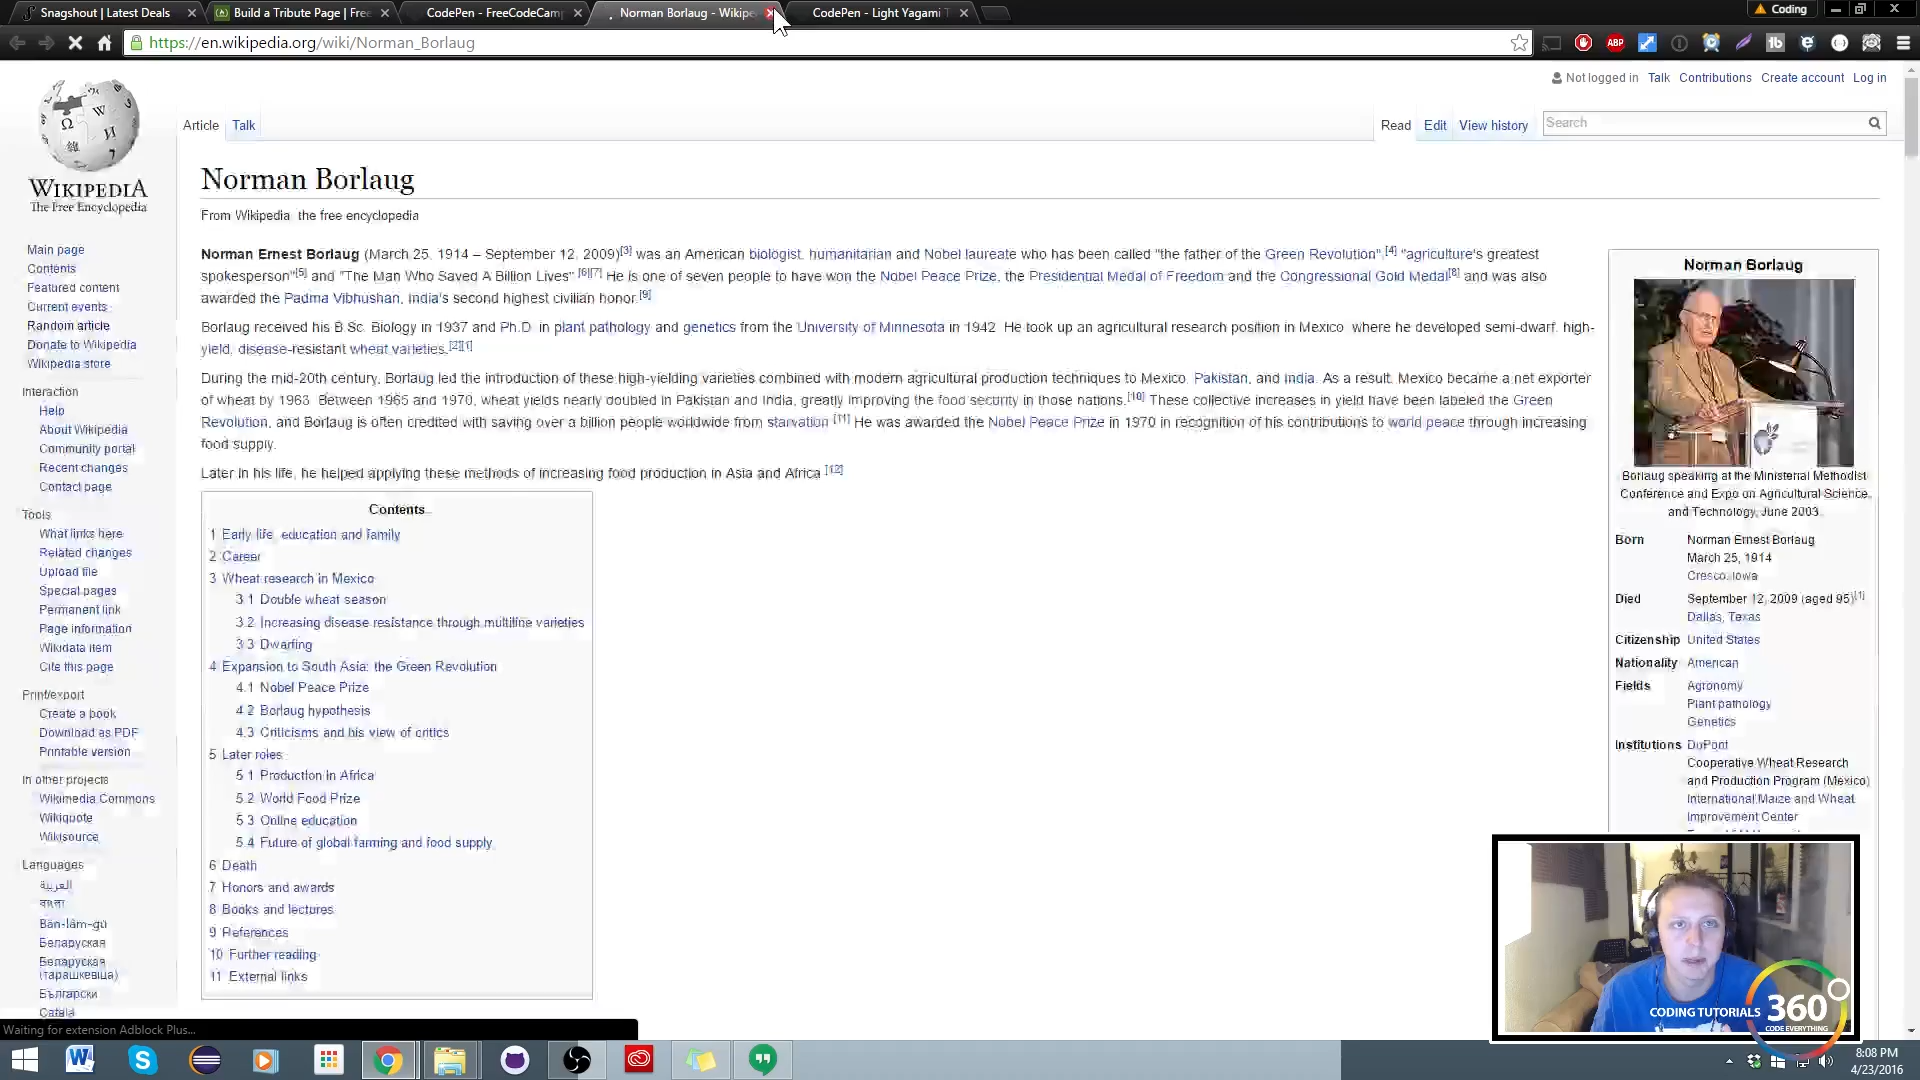 Snagshout | Latest Deals
Build a Tribute Page | Free
CodePen - FreeCodeCamp
Norman Borlaug - Wikipe
CodePen - Light Yagami T
Coding
https://en.wikipedia.org/wiki/Norman_Borlaug
ABP
Not logged in Talk Contributions Create account Log in
Article Talk
Read Edit View history Search
WIKIPEDIA
The Free Encyclopedia
Norman Borlaug
From Wikipedia the free encyclopedia
Norman Ernest Borlaug (March 25, 1914 – September 12, 2009)[3] was an American biologist, humanitarian and Nobel laureate who has been called "the father of the Green Revolution",[4] "agriculture's greatest
spokesperson"[5] and "The Man Who Saved A Billion Lives" [6][7] He is one of seven people to have won the Nobel Peace Prize, the Presidential Medal of Freedom and the Congressional Gold Medal[8] and was also
awarded the Padma Vibhushan, India's second highest civilian honor.[9]
Borlaug received his B.Sc. Biology in 1937 and Ph.D. in plant pathology and genetics from the University of Minnesota in 1942 He took up an agricultural research position in Mexico where he developed semi-dwarf, high-
yield, disease-resistant wheat varieties.[2][1]
During the mid-20th century, Borlaug led the introduction of these high-yielding varieties combined with modern agricultural production techniques to Mexico, Pakistan, and India. As a result, Mexico became a net exporter
of wheat by 1963 Between 1965 and 1970, wheat yields nearly doubled in Pakistan and India, greatly improving the food security in those nations.[10] These collective increases in yield have been labeled the Green
Revolution, and Borlaug is often credited with saving over a billion people worldwide from starvation [11] He was awarded the Nobel Peace Prize in 1970 in recognition of his contributions to world peace through increasing
food supply.
Later in his life, he helped applying these methods of increasing food production in Asia and Africa [12]
Main page
Contents
Featured content
Current events
Random article
Donate to Wikipedia
Wikipedia store
Interaction
Help
About Wikipedia
Community portal
Recent changes
Contact page
Tools
What links here
Related changes
Upload file
Special pages
Permanent link
Page information
Wikidata item
Cite this page
Print/export
Create a book
Download as PDF
Printable version
In other projects
Wikimedia Commons
Wikiquote
Wikisource
Languages
العربية
বাংলা
Bân-lâm-gú
Беларуская
Беларуская
(тарашкевіца)
Български
Català
Contents
1 Early life education and family
2 Career
3 Wheat research in Mexico
3.1 Double wheat season
3.2 Increasing disease resistance through multiline varieties
3.3 Dwarfing
4 Expansion to South Asia: the Green Revolution
4.1 Nobel Peace Prize
4.2 Borlaug hypothesis
4.3 Criticisms and his view of critics
5 Later roles
5.1 Production in Africa
5.2 World Food Prize
5.3 Online education
5.4 Future of global farming and food supply
6 Death
7 Honors and awards
8 Books and lectures
9 References
10 Further reading
11 External links
Norman Borlaug
Borlaug speaking at the Ministerial Methodist
Conference and Expo on Agricultural Science
and Technology, June 2003
Born Norman Ernest Borlaug
March 25, 1914
Cresco, Iowa
Died September 12, 2009 (aged 95)[1]
Dallas, Texas
Citizenship United States
Nationality American
Fields Agronomy
Plant pathology
Genetics
Institutions DuPont
Cooperative Wheat Research
and Production Program (Mexico)
International Maize and Wheat
Improvement Center
CODING TUTORIALS 360
CODE EVERYTHING
Waiting for extension Adblock Plus...
8:08 PM
4/23/2016